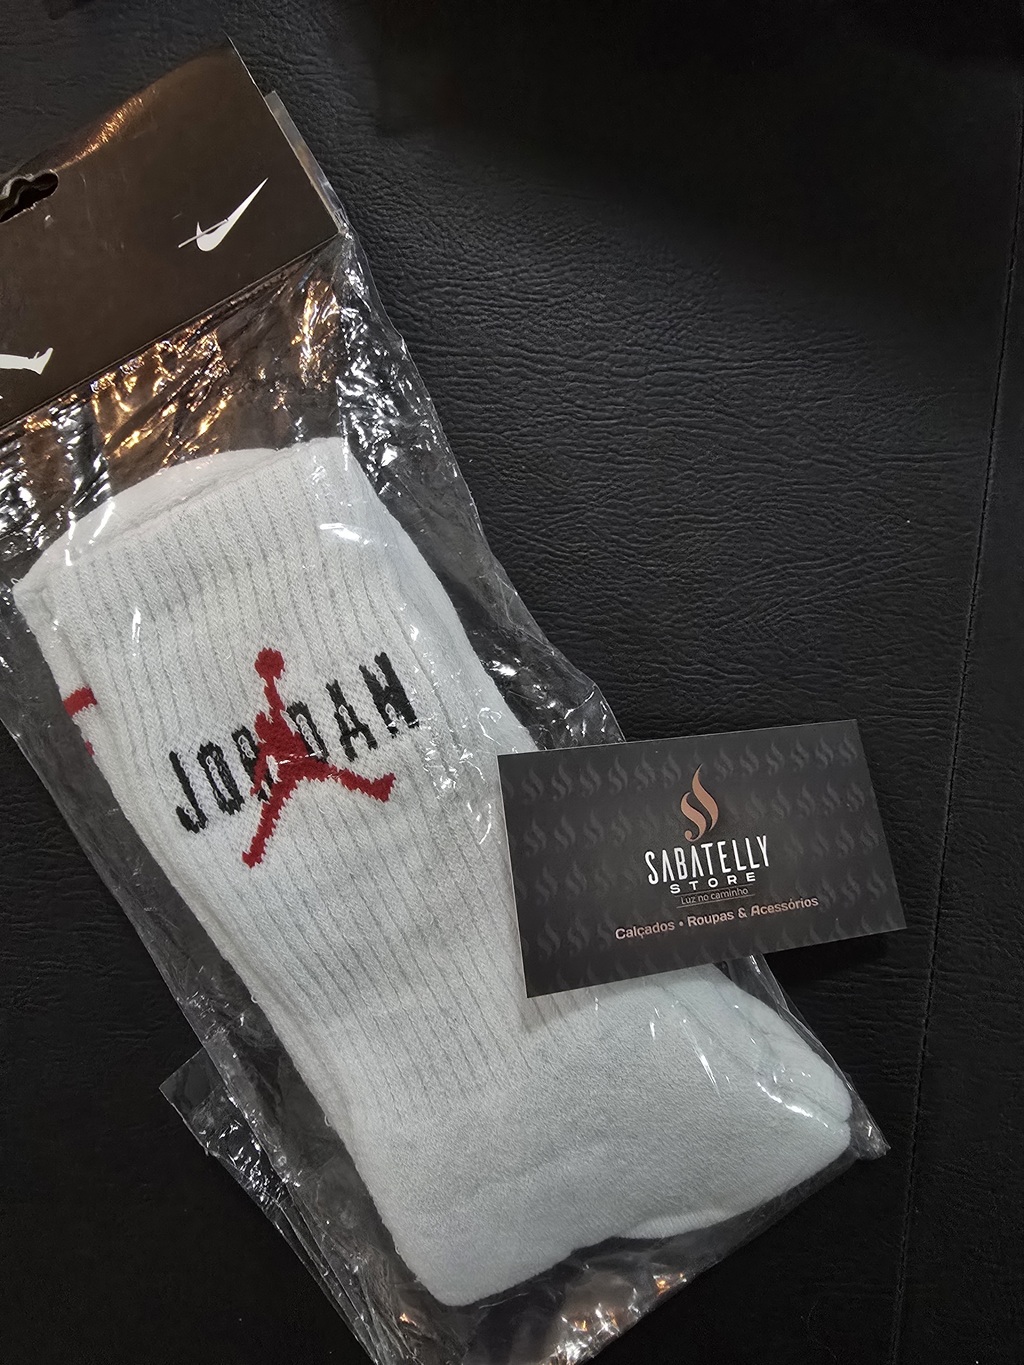 JORDAN
SABATELLY
STORE
Luz no caminho
Calçados • Roupas & Acessórios